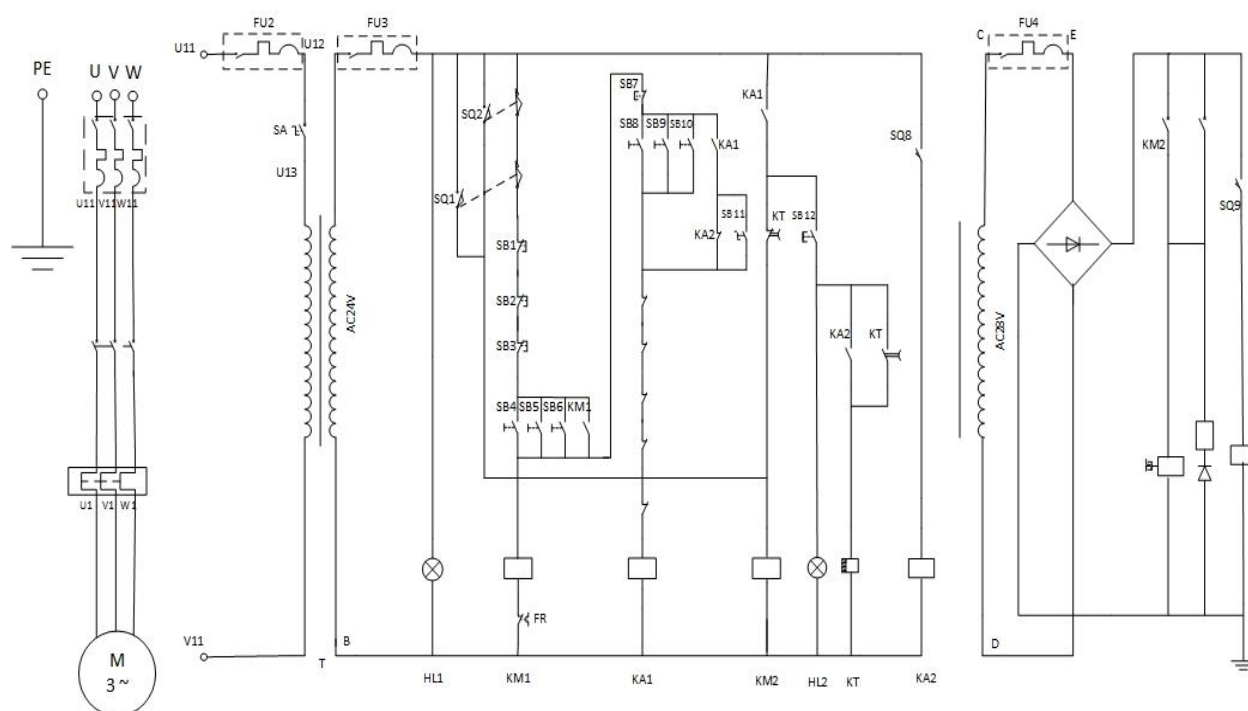 FU2
FU3
FU4
U11
U12
C
E
PE
U V W
SA
U13
U11 V11 W11
SQ2
SQ1
SB7
SB8
SB9
SB10
KA1
KA1
SQ8
KM2
SQ9
SB1
SB2
SB3
SB11
KA2
KT
SB12
AC24V
AC28V
KA2
KT
SB4
SB5
SB6
KM1
U1 V1 W1
FR
V11
B
T
D
M
3 ~
HL1
KM1
KA1
KM2
HL2
KT
KA2